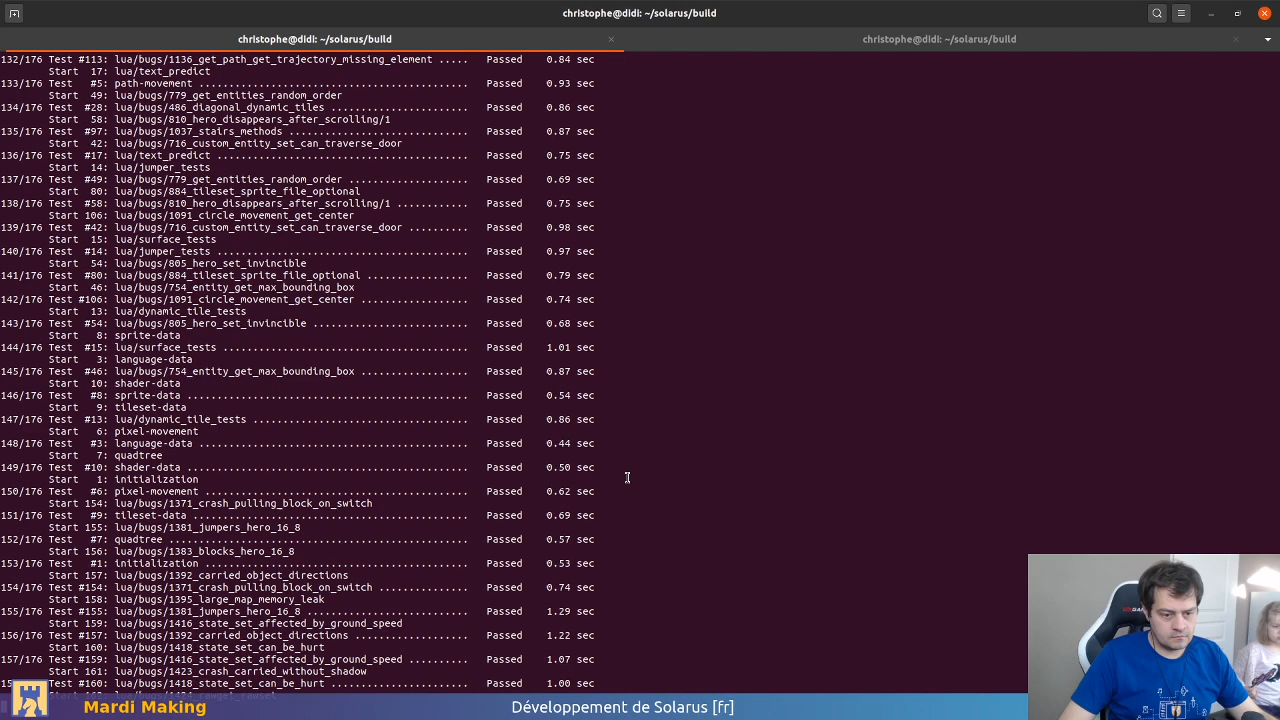 christophe@didi: ~/solarus/build
christophe@didi: ~/solarus/build
christophe@didi: ~/solarus/build
132/176 Test #113: lua/bugs/1136_get_path_get_trajectory_missing_element ..... Passed 0.84 sec
Start 17: lua/text_predict
133/176 Test #5: path-movement ........................................... Passed 0.93 sec
Start 49: lua/bugs/779_get_entities_random_order
134/176 Test #28: lua/bugs/486_diagonal_dynamic_tiles ....................... Passed 0.86 sec
Start 58: lua/bugs/810_hero_disappears_after_scrolling/1
135/176 Test #97: lua/bugs/1037_stairs_methods .............................. Passed 0.87 sec
Start 42: lua/bugs/716_custom_entity_set_can_traverse_door
136/176 Test #17: lua/text_predict .......................................... Passed 0.75 sec
Start 14: lua/jumper_tests
137/176 Test #49: lua/bugs/779_get_entities_random_order .................... Passed 0.69 sec
Start 80: lua/bugs/884_tileset_sprite_file_optional
138/176 Test #58: lua/bugs/810_hero_disappears_after_scrolling/1 ............ Passed 0.75 sec
Start 106: lua/bugs/1091_circle_movement_get_center
139/176 Test #42: lua/bugs/716_custom_entity_set_can_traverse_door .......... Passed 0.98 sec
Start 15: lua/surface_tests
140/176 Test #14: lua/jumper_tests .......................................... Passed 0.97 sec
Start 54: lua/bugs/805_hero_set_invincible
141/176 Test #80: lua/bugs/884_tileset_sprite_file_optional ................. Passed 0.79 sec
Start 46: lua/bugs/754_entity_get_max_bounding_box
142/176 Test #106: lua/bugs/1091_circle_movement_get_center .................. Passed 0.74 sec
Start 13: lua/dynamic_tile_tests
143/176 Test #54: lua/bugs/805_hero_set_invincible .......................... Passed 0.68 sec
Start 8: sprite-data
144/176 Test #15: lua/surface_tests ......................................... Passed 1.01 sec
Start 3: language-data
145/176 Test #46: lua/bugs/754_entity_get_max_bounding_box .................. Passed 0.87 sec
Start 10: shader-data
146/176 Test #8: sprite-data ............................................... Passed 0.54 sec
Start 9: tileset-data
147/176 Test #13: lua/dynamic_tile_tests .................................... Passed 0.86 sec
Start 6: pixel-movement
148/176 Test #3: language-data ............................................. Passed 0.44 sec
Start 7: quadtree
149/176 Test #10: shader-data ............................................... Passed 0.50 sec
Start 1: initialization
150/176 Test #6: pixel-movement ............................................ Passed 0.62 sec
Start 154: lua/bugs/1371_crash_pulling_block_on_switch
151/176 Test #9: tileset-data .............................................. Passed 0.69 sec
Start 155: lua/bugs/1381_jumpers_hero_16_8
152/176 Test #7: quadtree .................................................. Passed 0.57 sec
Start 156: lua/bugs/1383_blocks_hero_16_8
153/176 Test #1: initialization ............................................ Passed 0.53 sec
Start 157: lua/bugs/1392_carried_object_directions
154/176 Test #154: lua/bugs/1371_crash_pulling_block_on_switch ............... Passed 0.74 sec
Start 158: lua/bugs/1395_large_map_memory_leak
155/176 Test #155: lua/bugs/1381_jumpers_hero_16_8 ........................... Passed 1.29 sec
Start 159: lua/bugs/1416_state_set_affected_by_ground_speed
156/176 Test #157: lua/bugs/1392_carried_object_directions ................... Passed 1.22 sec
Start 160: lua/bugs/1418_state_set_can_be_hurt
157/176 Test #159: lua/bugs/1416_state_set_affected_by_ground_speed .......... Passed 1.07 sec
Start 161: lua/bugs/1423_crash_carried_without_shadow
#160: lua/bugs/1418_state_set_can_be_hurt ....................... Passed 1.00 sec
Mardi Making
Développement de Solarus [fr]